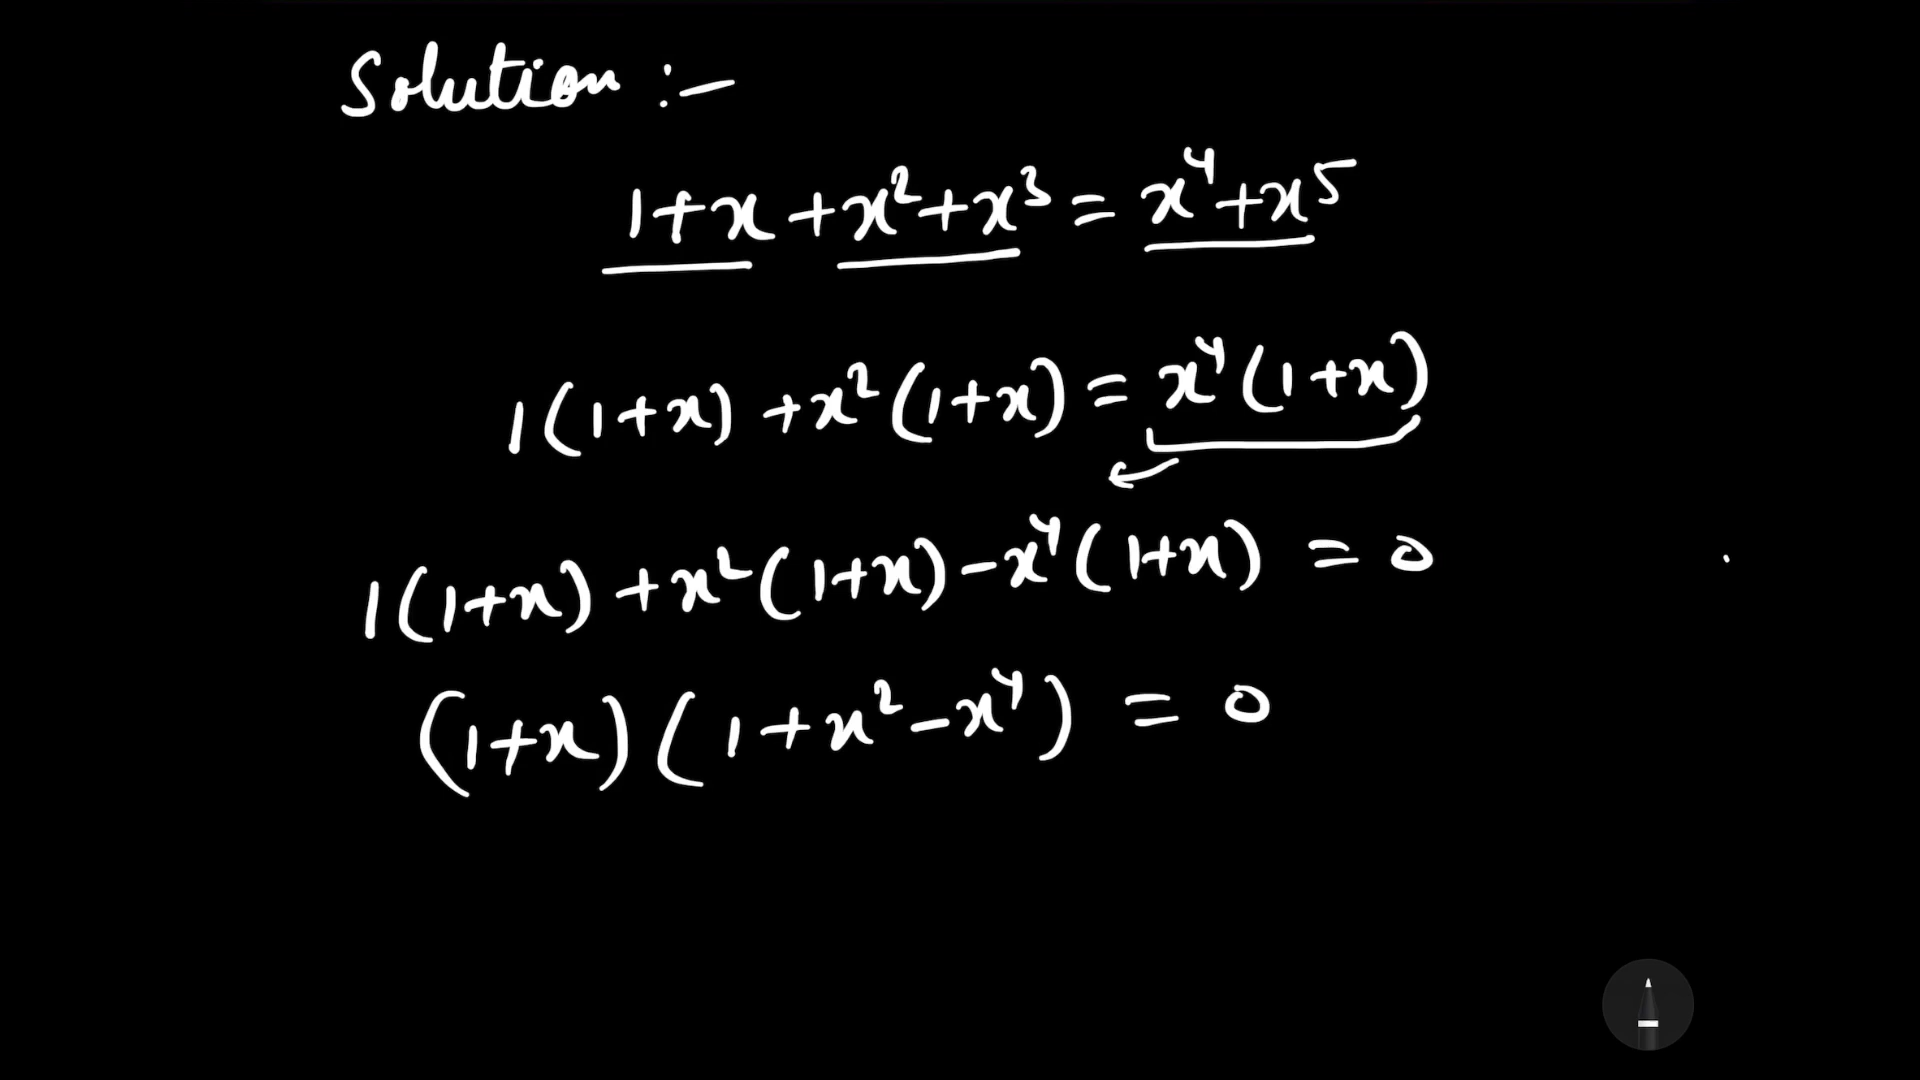 Solution :-
1+x+x²+x³=x⁴+x⁵
1(1+x)+x²(1+x)=x⁴(1+x)
1(1+x)+x²(1+x)-x⁴(1+x)=0
(1+x)(1+x²-x⁴)=0